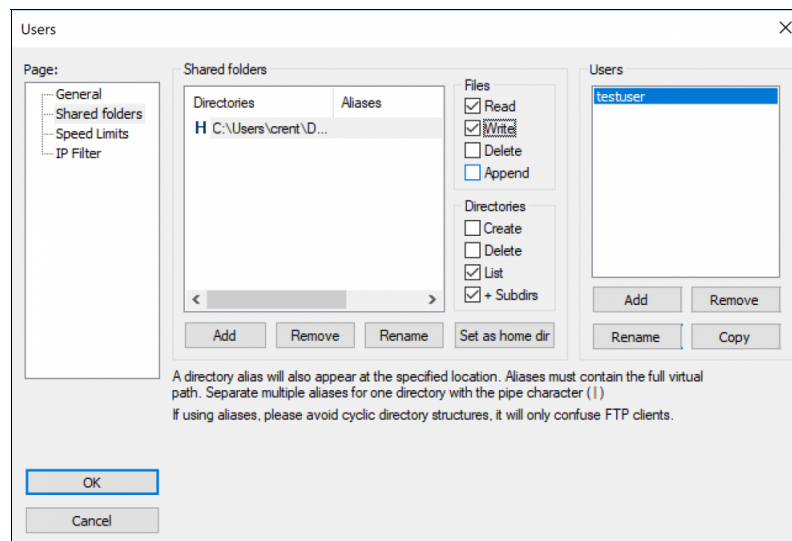 Users
Page:
General
Shared folders
Speed Limits
IP Filter
Shared folders
Directories Aliases
H C:\Users\crent\D...
Add Remove Rename
Files
Read
Write
Delete
Append
Directories
Create
Delete
List
+ Subdirs
Set as home dir
Users
testuser
Add Remove
Rename Copy
A directory alias will also appear at the specified location. Aliases must contain the full virtual
path. Separate multiple aliases for one directory with the pipe character (|)
If using aliases, please avoid cyclic directory structures, it will only confuse FTP clients.
OK
Cancel